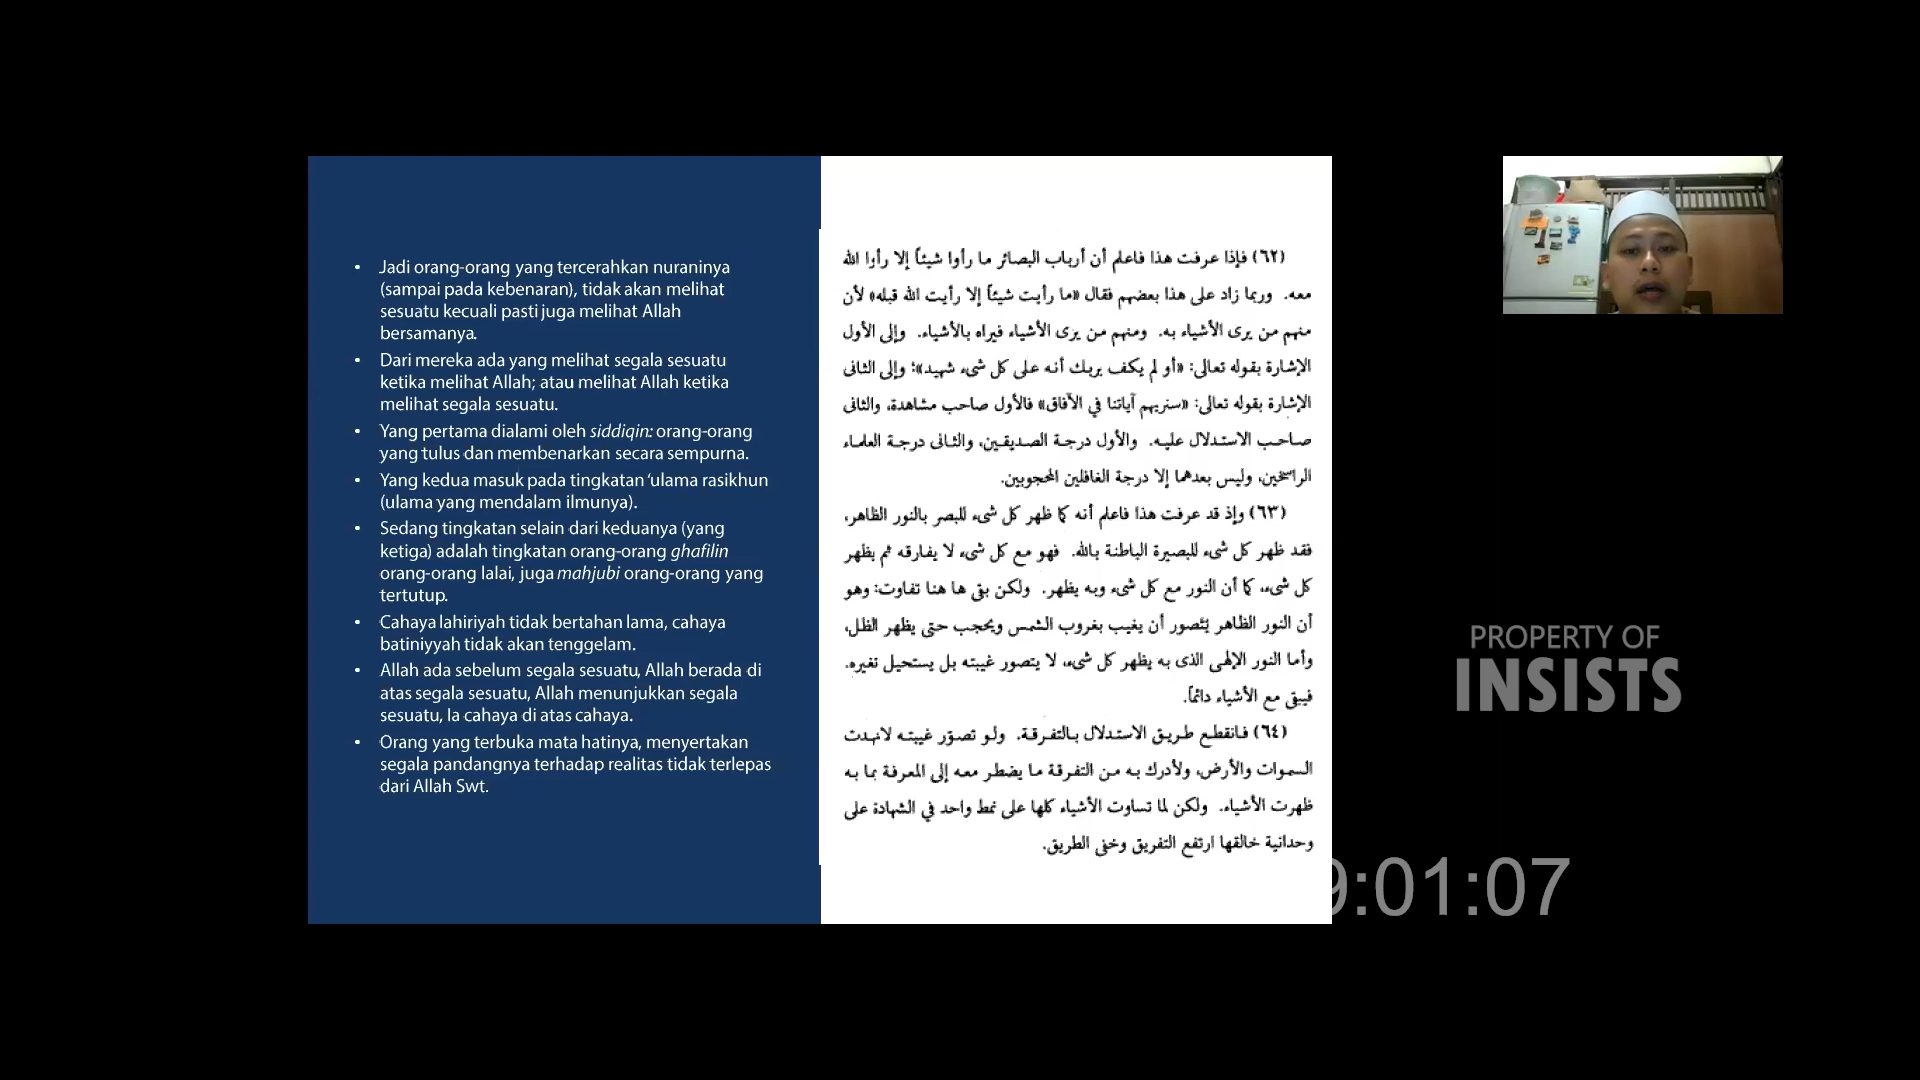 • Jadi orang-orang yang tercerahkan nuraninya
(sampai pada kebenaran), tidak akan melihat
sesuatu kecuali pasti juga melihat Allah
bersamanya.
• Dari mereka ada yang melihat segala sesuatu
ketika melihat Allah; atau melihat Allah ketika
melihat segala sesuatu.
• Yang pertama dialami oleh siddiqin: orang-orang
yang tulus dan membenarkan secara sempurna.
• Yang kedua masuk pada tingkatan ‘ulama rasikhun
(ulama yang mendalam ilmunya).
• Sedang tingkatan selain dari keduanya (yang
ketiga) adalah tingkatan orang-orang ghafilin
orang-orang lalai, juga mahjubi orang-orang yang
tertutup.
• Cahaya lahiriyah tidak bertahan lama, cahaya
batiniyyah tidak akan tenggelam.
• Allah ada sebelum segala sesuatu, Allah berada di
atas segala sesuatu, Allah menunjukkan segala
sesuatu, Ia cahaya di atas cahaya.
• Orang yang terbuka mata hatinya, menyertakan
segala pandangnya terhadap realitas tidak terlepas
dari Allah Swt.
(٦٢) فإذا عرفت هذا فاعلم أن أرباب البصائر ما رأوا شيئاً إلا رأوا الله
معه. وربما زاد على هذا بعضهم فقال «ما رأيت شيئاً إلا رأيت الله قبله» لأن
منهم من يرى الأشياء به. ومنهم من يرى الأشياء فيراه بالأشياء. وإلى الأول
الإشارة بقوله تعالى: «أو لم يكف بربك أنه على كل شىء شهيد»؛ وإلى الثانى
الإشارة بقوله تعالى: «سنريهم آياتنا في الآفاق» فالأول صاحب مشاهدة، والثانى
صاحب الاستدلال عليه. والأول درجة الصديقين، والثانى درجة العلماء
الراسخين، وليس بعدهما إلا درجة الغافلين المحجوبين.
(٦٣) وإذ قد عرفت هذا فاعلم أنه كما ظهر كل شىء للبصر بالنور الظاهر،
فقد ظهر كل شىء للبصيرة الباطنة بالله. فهو مع كل شىء لا يفارقه ثم يظهر
كل شىء، كما أن النور مع كل شىء وبه يظهر. ولكن بقى ها هنا تفاوت: وهو
أن النور الظاهر يُتصور أن يغيب بغروب الشمس ويحجب حتى يظهر الظل،
وأما النور الإلهى الذى به يظهر كل شىء، لا يتصور غيبته بل يستحيل تغيره.
فيبقى مع الأشياء دائماً.
(٦٤) فانقطع طريق الاستدلال بالتفرقة. ولو تصوّر غيبته لانهدت
السموات والأرض، ولأدرك به من التفرقة ما يضطر معه إلى المعرفة بما به
ظهرت الأشياء. ولكن لما تساوت الأشياء كلها على نمط واحد في الشهادة على
وحدانية خالقها ارتفع التفريق وخفى الطريق.
PROPERTY OF
INSISTS
9:01:07